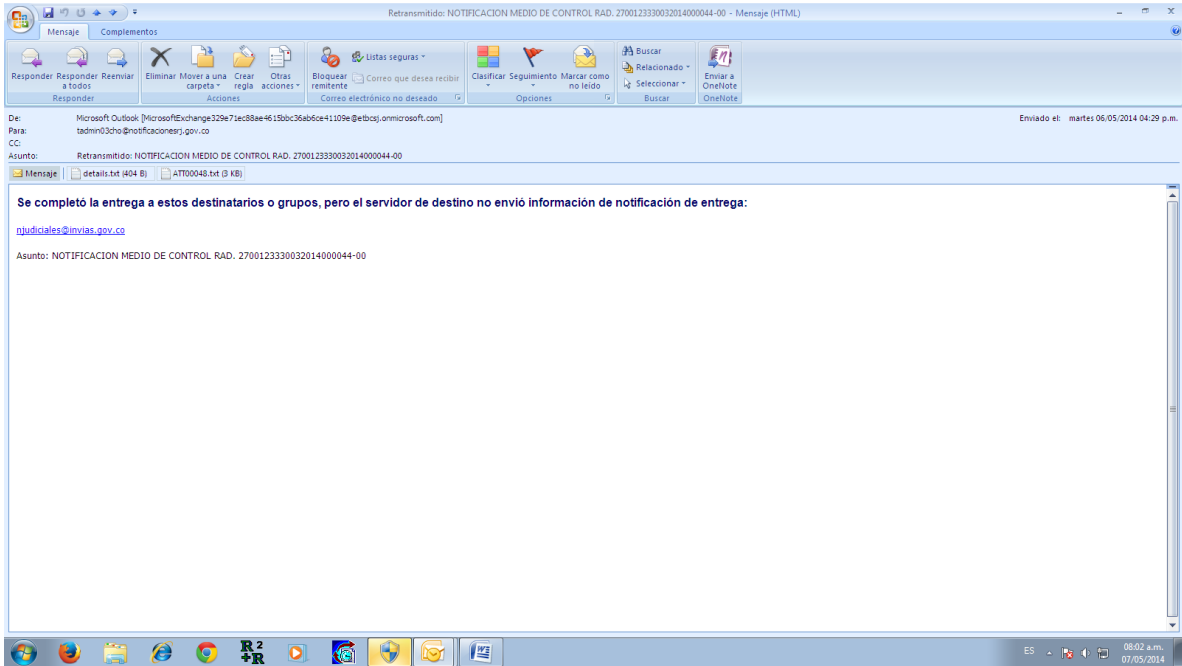 Retransmitido: NOTIFICACION MEDIO DE CONTROL RAD. 2700123330032014000044-00 - Mensaje (HTML)
Mensaje Complementos
Responder Responder a todos Reenviar Eliminar Mover a una carpeta Crear regla Otras acciones Bloquear remitente Listas seguras Correo que desea recibir Clasificar Seguimiento Marcar como no leído Buscar Relacionado Seleccionar Enviar a OneNote
Responder Acciones Correo electrónico no deseado Opciones Buscar OneNote
De: Microsoft Outlook [MicrosoftExchange329e71ec88ae4615bbc36ab6ce41109e@etbcsj.onmicrosoft.com] Enviado el: martes 06/05/2014 04:29 p.m.
Para: tadmin03cho@notificacionesrj.gov.co
CC:
Asunto: Retransmitido: NOTIFICACION MEDIO DE CONTROL RAD. 2700123330032014000044-00
Mensaje details.txt (404 B) ATT00048.txt (3 KB)
Se completó la entrega a estos destinatarios o grupos, pero el servidor de destino no envió información de notificación de entrega:
njudiciales@invias.gov.co
Asunto: NOTIFICACION MEDIO DE CONTROL RAD. 2700123330032014000044-00
R2+R
ES 08:02 a.m.
07/05/2014